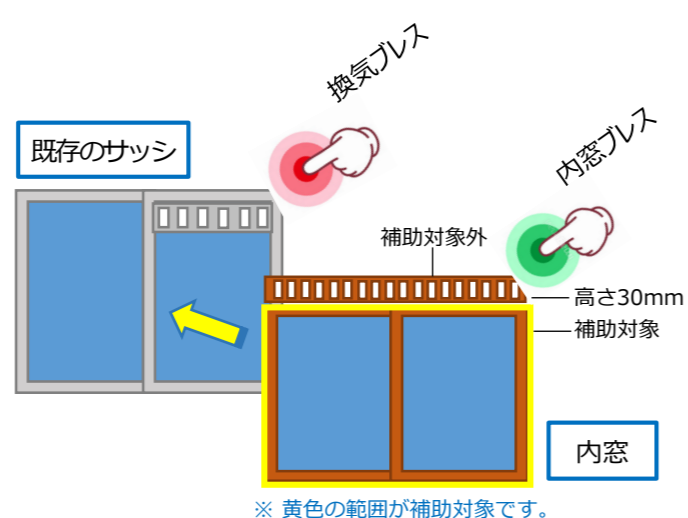 換気ブレス
既存のサッシ
内窓ブレス
補助対象外
高さ30mm
補助対象
内窓
※ 黄色の範囲が補助対象です。